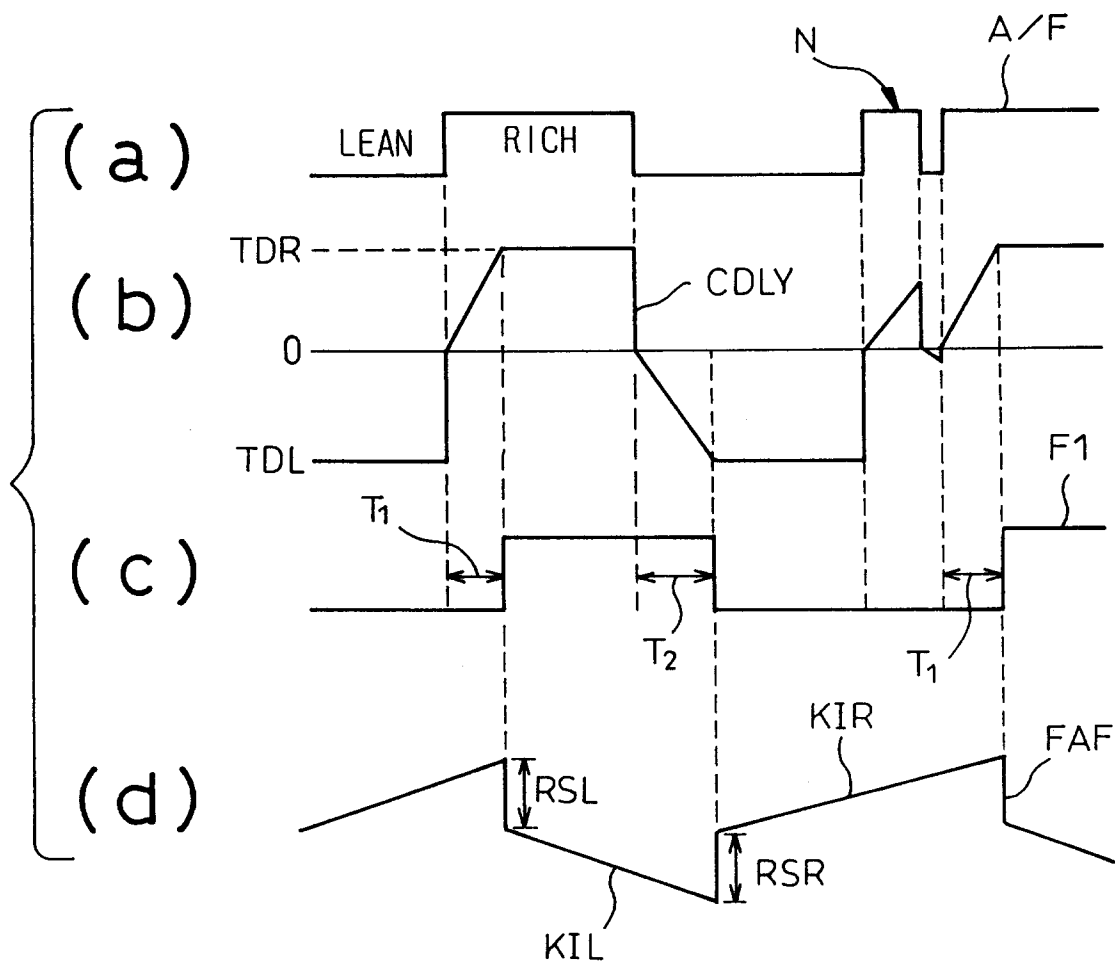 N
A/F
(a)
LEAN
RICH
TDR
(b)
CDLY
0
TDL
F1
T1
(c)
T2
T1
KIR
FAF
(d)
RSL
RSR
KIL